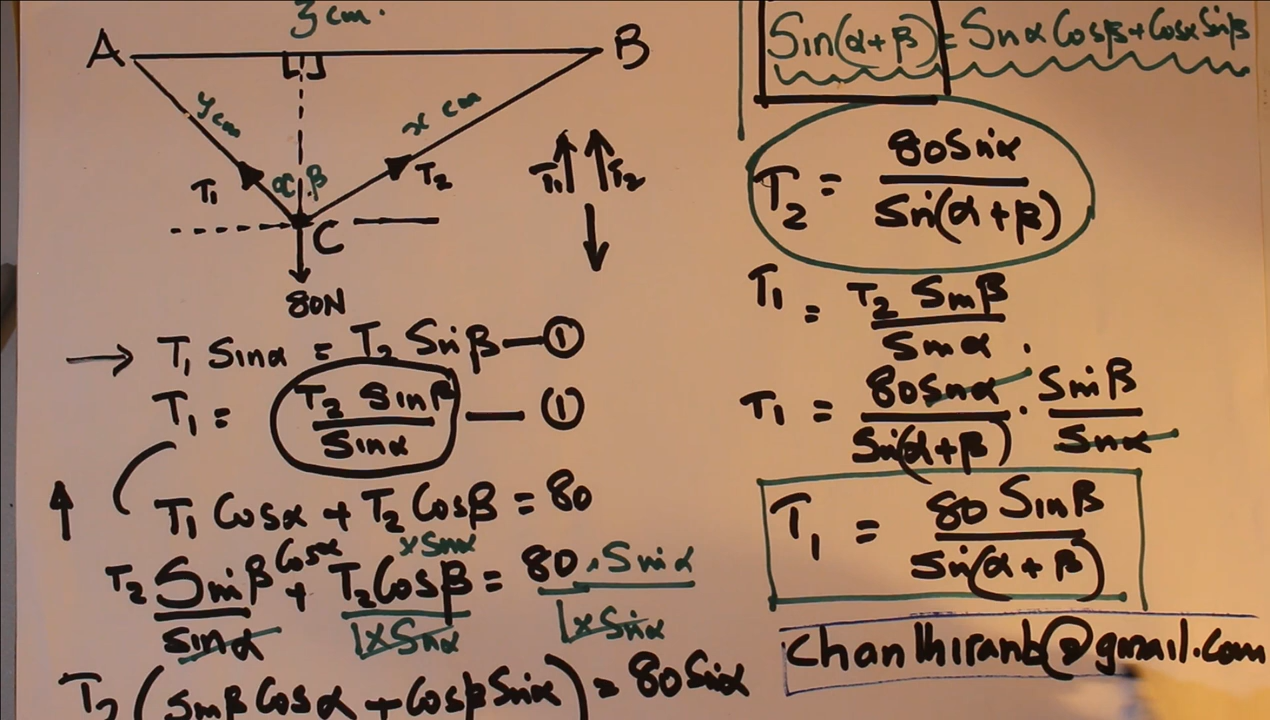 3 cm.
A B
y cm x cm
T1 α β T2
C
80N
T1 T2
→ T1 Sinα = T2 Sinβ — ①
T1 = T2 Sinβ / Sinα — ①
↑ T1 Cosα + T2 Cosβ = 80
T2 Sinβ Cosα / Sinα + T2 Cosβ x Sinα / 1 x Sinα = 80 . Sinα / 1 x Sinα
T2 (Sinβ Cosα + Cosβ Sinα) = 80 Sinα
Sin(α+β) = Sinα Cosβ + Cosα Sinβ
T2 = 80 Sinα / Sin(α+β)
T1 = T2 Sinβ / Sinα .
T1 = 80 Sinα / Sin(α+β) . Sinβ / Sinα
T1 = 80 Sinβ / Sin(α+β)
chanthiranb@gmail.com